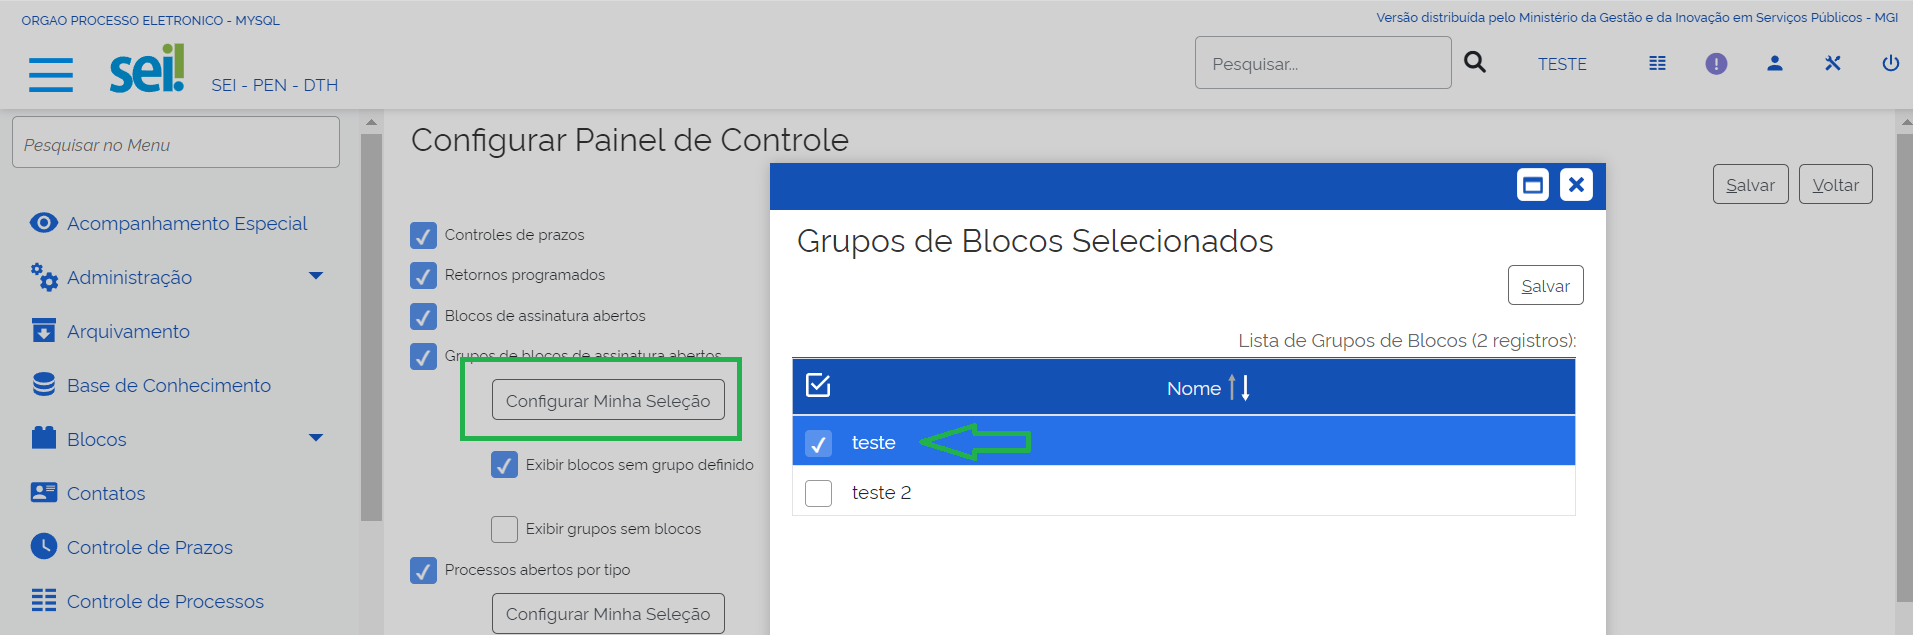 ORGAO PROCESSO ELETRONICO - MYSQL
Versão distribuída pelo Ministério da Gestão e da Inovação em Serviços Públicos - MGI
sei!
SEI - PEN - DTH
Pesquisar...
TESTE
Pesquisar no Menu
Acompanhamento Especial
Administração
Arquivamento
Base de Conhecimento
Blocos
Contatos
Controle de Prazos
Controle de Processos
Configurar Painel de Controle
Salvar
Voltar
Controles de prazos
Retornos programados
Blocos de assinatura abertos
Grupos de blocos de assinatura abertos
Configurar Minha Seleção
Exibir blocos sem grupo definido
Exibir grupos sem blocos
Processos abertos por tipo
Configurar Minha Seleção
Grupos de Blocos Selecionados
Salvar
Lista de Grupos de Blocos (2 registros):
Nome
teste
teste 2